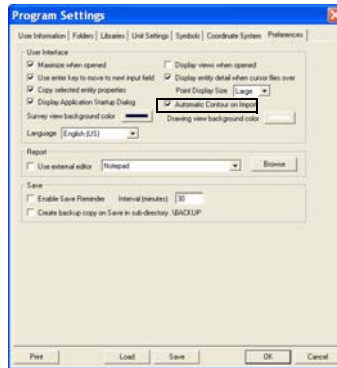 Program Settings
User Information | Folders | Libraries | Unit Settings | Symbols | Coordinate System | Preferences
User Interface
Maximize when opened
Display views when opened
Use enter key to move to next input field
Display entity detail when cursor flies over
Copy selected entity properties
Point Display Size Large
Display Application Startup Dialog
Automatic Contour on Import
Survey view background color
Drawing view background color
Language English (US)
Report
Use external editor Notepad Browse
Save
Enable Save Reminder Interval (minutes) 30
Create backup copy on Save in sub-directory .\BACKUP
Print Load Save OK Cancel